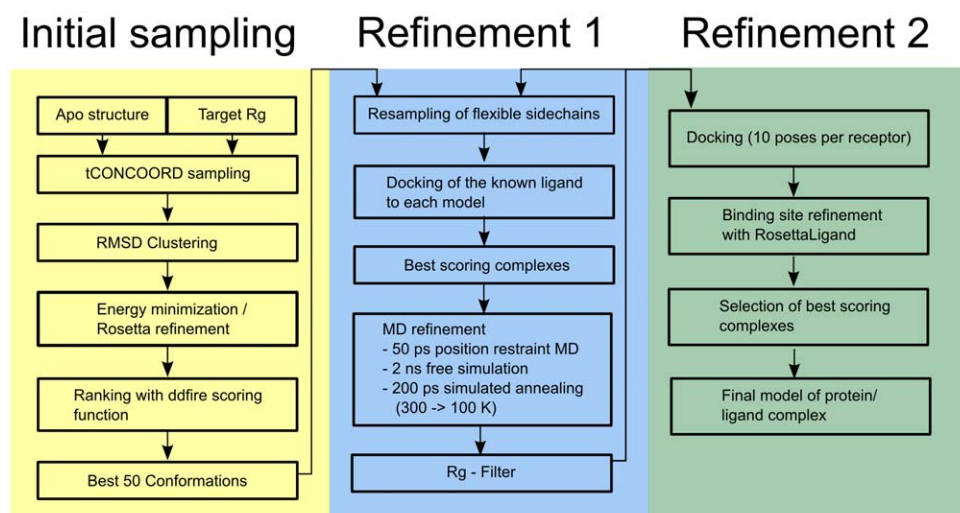 Initial sampling
Apo structure
Target Rg
tCONCOORD sampling
RMSD Clustering
Energy minimization /
Rosetta refinement
Ranking with ddfire scoring
function
Best 50 Conformations
Refinement 1
Resampling of flexible sidechains
Docking of the known ligand
to each model
Best scoring complexes
MD refinement
- 50 ps position restraint MD
- 2 ns free simulation
- 200 ps simulated annealing
(300 -> 100 K)
Rg - Filter
Refinement 2
Docking (10 poses per receptor)
Binding site refinement
with RosettaLigand
Selection of best scoring
complexes
Final model of protein/
ligand complex